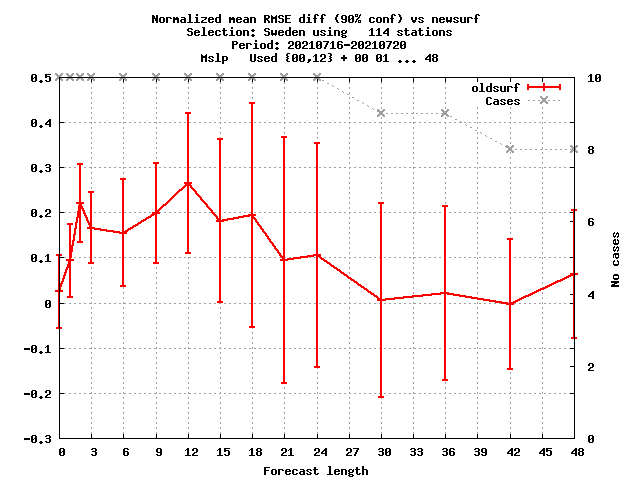 Normalized mean RMSE diff (90% conf) vs newsurf
Selection: Sweden using   114 stations
Period: 20210716-20210720
Mslp   Used {00,12} + 00 01 ... 48
oldsurf
Cases
0,5
0,4
0,3
0,2
0,1
0
-0,1
-0,2
-0,3
10
8
6
4
2
0
No cases
0 3 6 9 12 15 18 21 24 27 30 33 36 39 42 45 48
Forecast length